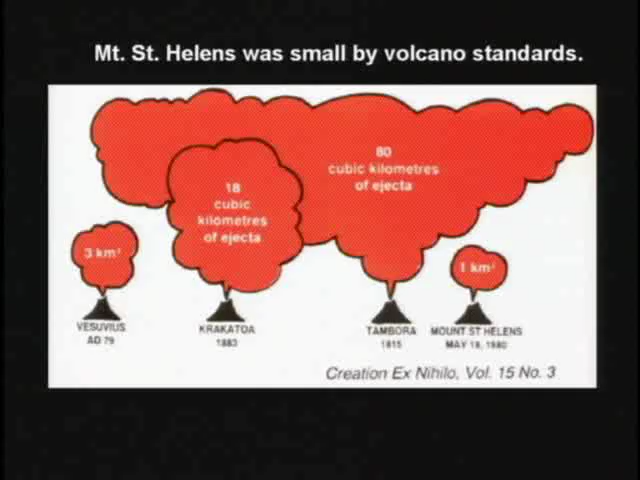 Mt. St. Helens was small by volcano standards.
80
cubic kilometres
of ejecta
18
cubic
kilometres
of ejecta
3 km³
1 km³
VESUVIUS
AD 79
KRAKATOA
1883
TAMBORA
1815
MOUNT ST HELENS
MAY 18, 1980
Creation Ex Nihilo, Vol. 15 No. 3